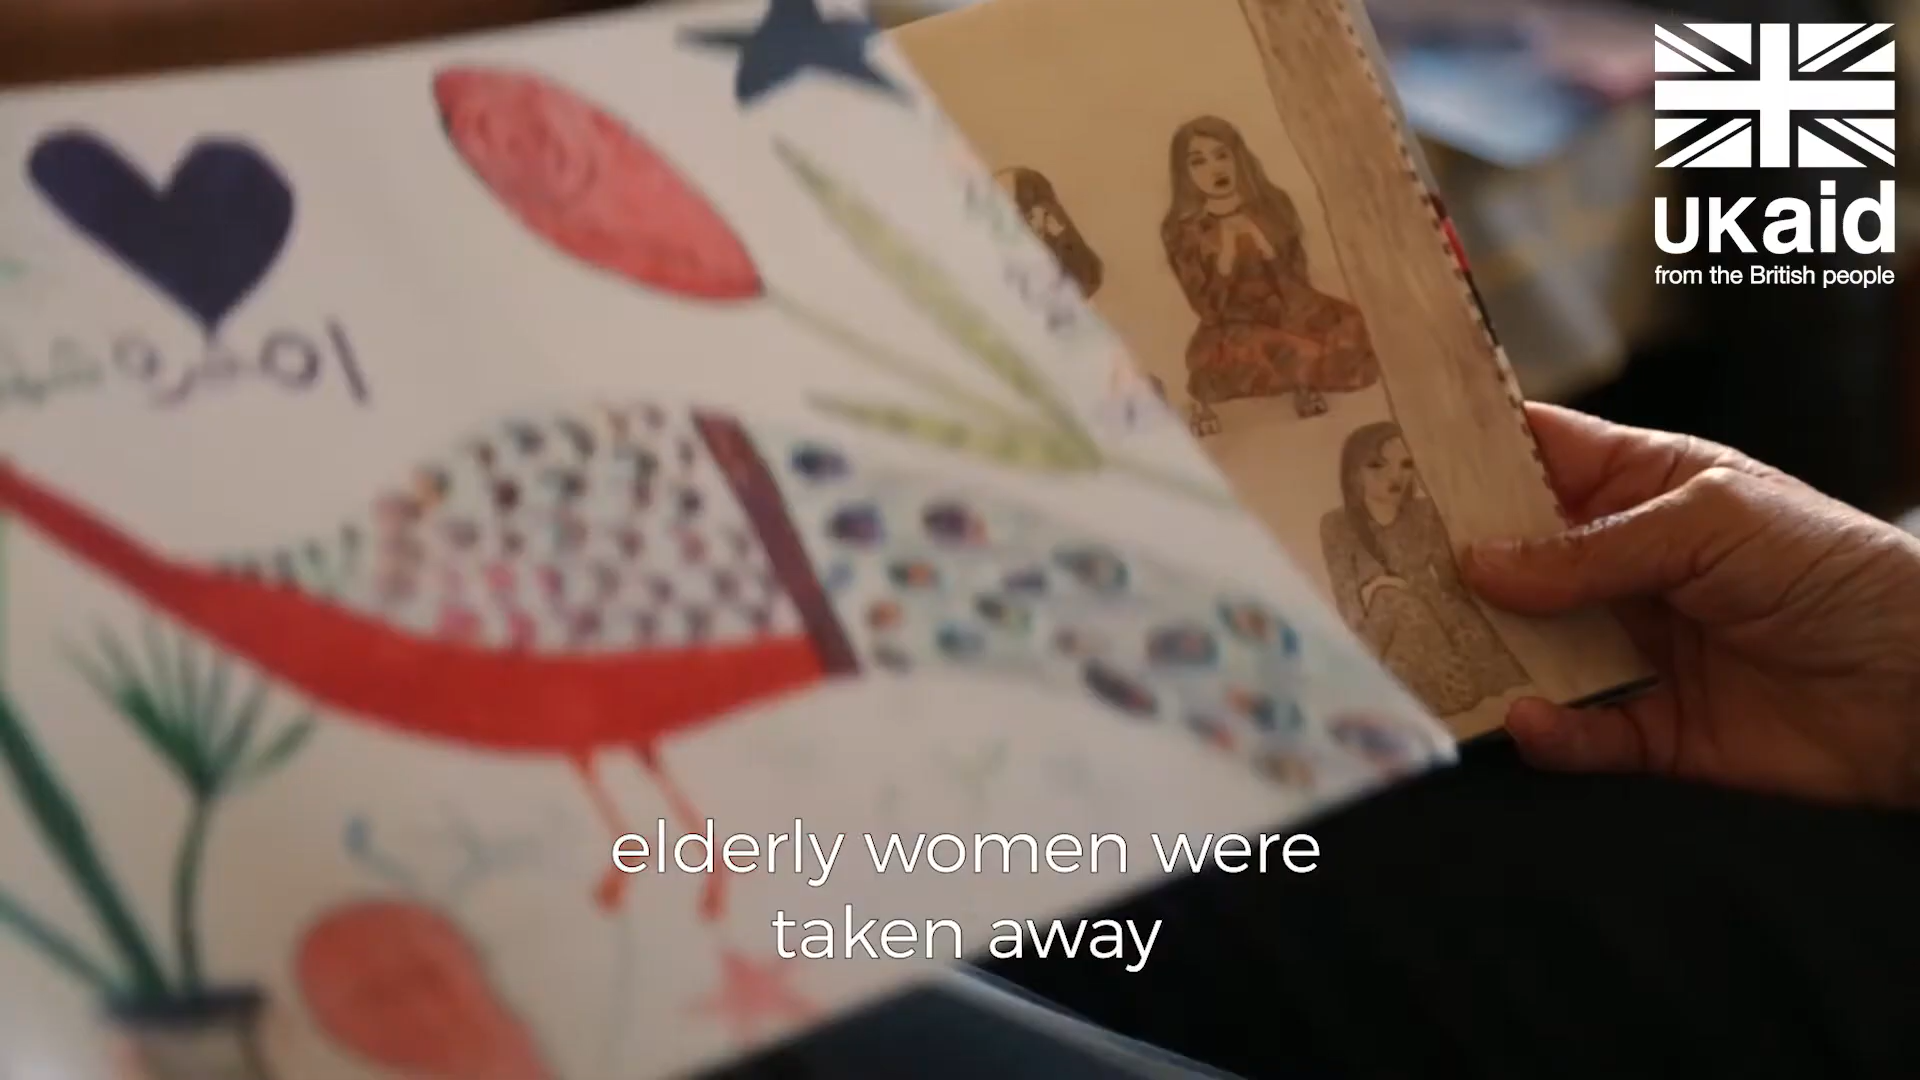 UKaid
from the British people
elderly women were
taken away